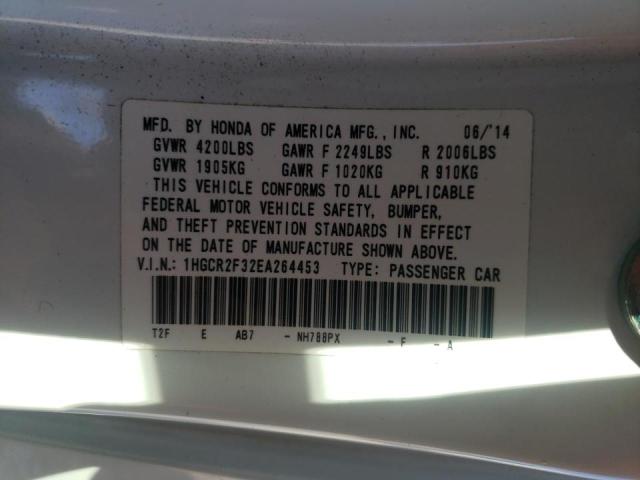 MFD. BY HONDA OF AMERICA MFG., INC. 06/'14
GVWR 4200LBS GAWR F 2249LBS R 2006LBS
GVWR 1905KG GAWR F 1020KG R 910KG
THIS VEHICLE CONFORMS TO ALL APPLICABLE
FEDERAL MOTOR VEHICLE SAFETY, BUMPER,
AND THEFT PREVENTION STANDARDS IN EFFECT
ON THE DATE OF MANUFACTURE SHOWN ABOVE.
V.I.N.: 1HGCR2F32EA264453 TYPE: PASSENGER CAR
T2F E AB7 - NH788PX - F - A